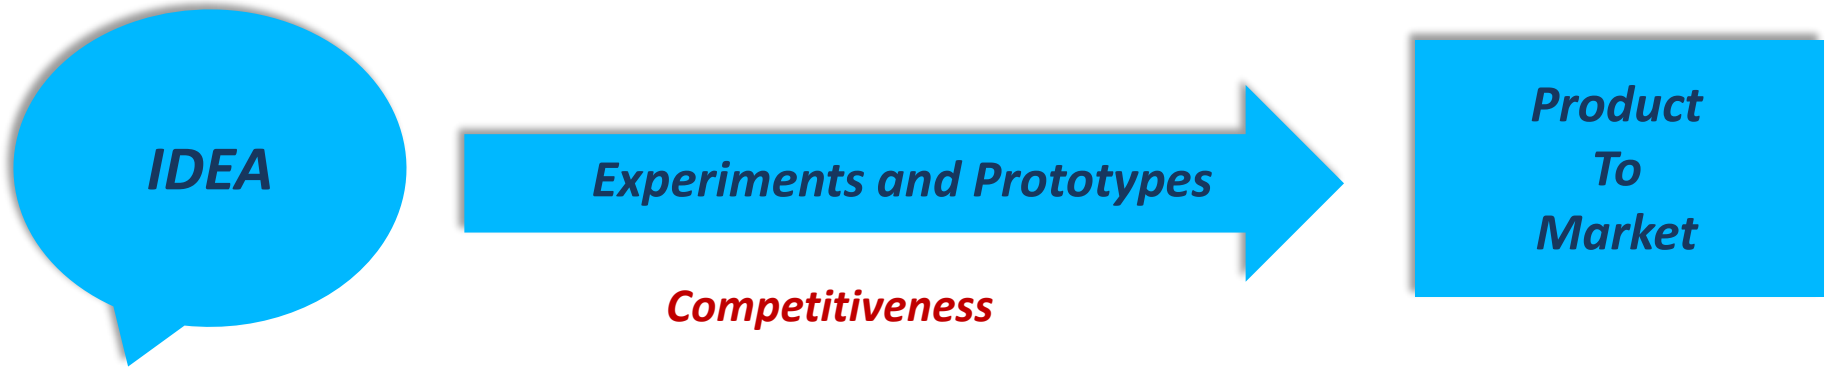 IDEA
Experiments and Prototypes
Competitiveness
Product
To
Market